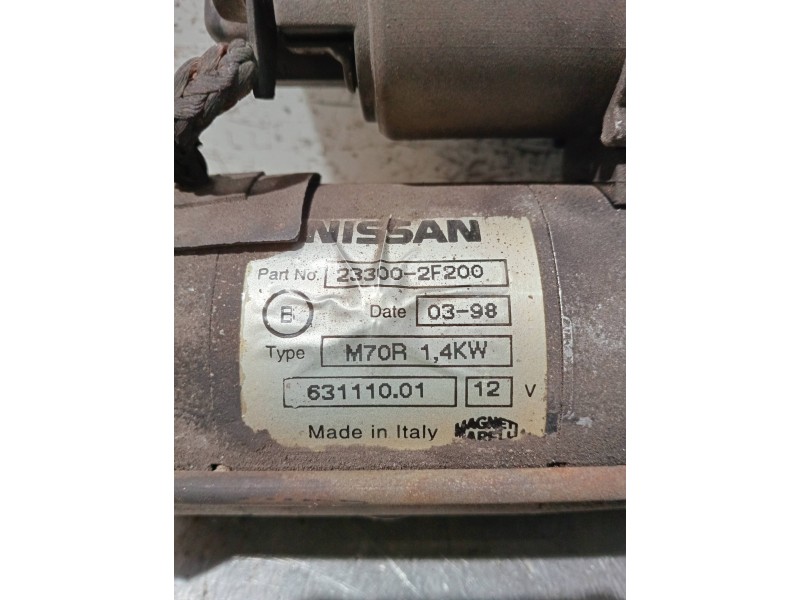 NISSAN
Part No. 23300-2F200
B Date 03-98
Type M70R 1,4KW
631110.01 12 V
Made in Italy